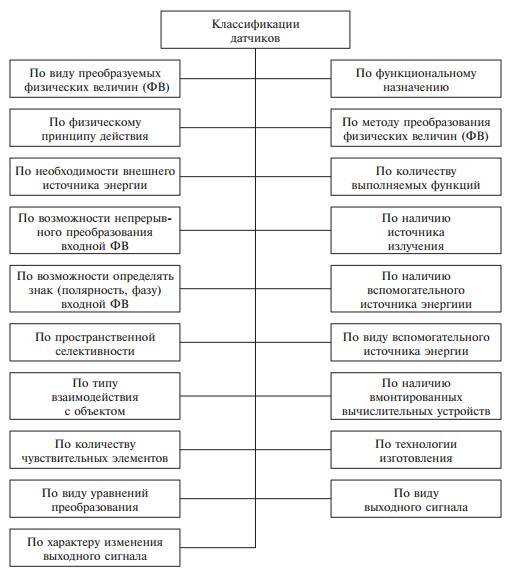 Классификации
датчиков
По виду преобразуемых
физических величин (ФВ)
По функциональному
назначению
По физическому
принципу действия
По методу преобразования
физических величин (ФВ)
По необходимости внешнего
источника энергии
По количеству
выполняемых функций
По возможности непрерыв-
ного преобразования
входной ФВ
По наличию
источника
излучения
По возможности определять
знак (полярность, фазу)
входной ФВ
По наличию
вспомогательного
источника энергиии
По пространственной
селективности
По виду вспомогательного
источника энергии
По типу
взаимодействия
с объектом
По наличию
вмонтированных
вычислительных устройств
По количеству
чувствительных элементов
По технологии
изготовления
По виду уравнений
преобразования
По виду
выходного сигнала
По характеру изменения
выходного сигнала